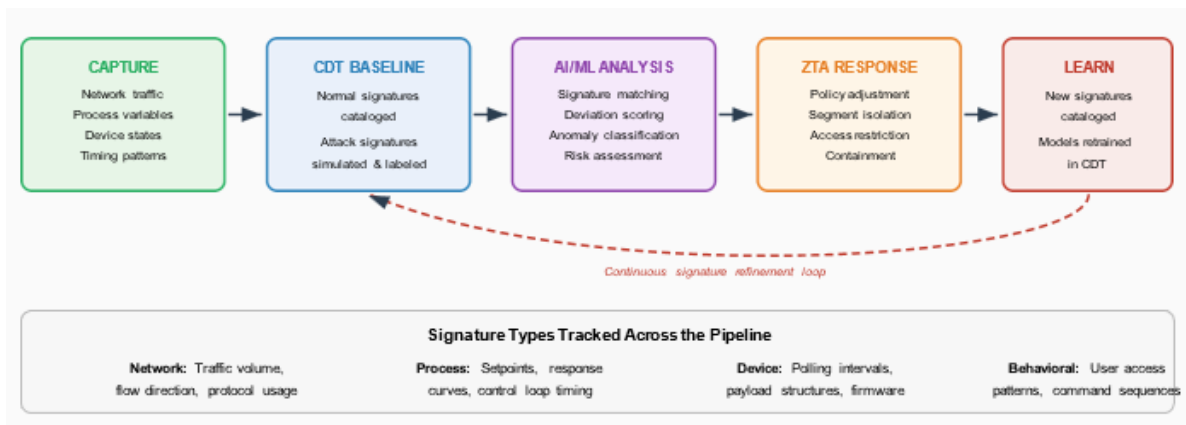 CAPTURE
Network traffic
Process variables
Device states
Timing patterns
CDT BASELINE
Normal signatures
cataloged
Attack signatures
simulated & labeled
AI/ML ANALYSIS
Signature matching
Deviation scoring
Anomaly classification
Risk assessment
ZTA RESPONSE
Policy adjustment
Segment isolation
Access restriction
Containment
LEARN
New signatures
cataloged
Models retrained
in CDT
Continuous signature refinement loop
Signature Types Tracked Across the Pipeline
Network: Traffic volume,
flow direction, protocol usage
Process: Setpoints, response
curves, control loop timing
Device: Polling intervals,
payload structures, firmware
Behavioral: User access
patterns, command sequences